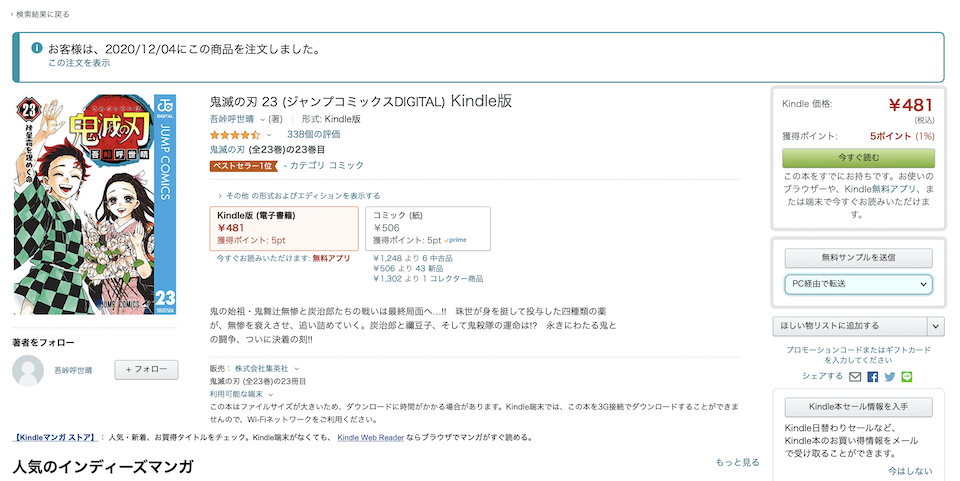 ‹ 検索結果に戻る
お客様は、2020/12/04にこの商品を注文しました。
この注文を表示
鬼滅の刃 23 (ジャンプコミックスDIGITAL) Kindle版
吾峠呼世晴 (著) | 形式: Kindle版
338個の評価
鬼滅の刃 (全23巻)の23巻目
ベストセラー1位 - カテゴリ コミック
› その他 の形式およびエディションを表示する
Kindle版 (電子書籍)
¥481
獲得ポイント: 5pt
今すぐお読みいただけます: 無料アプリ
コミック (紙)
¥506
獲得ポイント: 5pt prime
¥1,248 より 6 中古品
¥506 より 43 新品
¥1,302 より 1 コレクター商品
鬼の始祖・鬼舞辻無惨と炭治郎たちの戦いは最終局面へ…!! 珠世が身を挺して投与した四種類の薬
が、無惨を衰えさせ、追い詰めていく。炭治郎と禰豆子、そして鬼殺隊の運命は!? 永きにわたる鬼と
の闘争、ついに決着の刻!!
販売: 株式会社集英社
鬼滅の刃 (全23巻)の23冊目
利用可能な端末
この本はファイルサイズが大きいため、ダウンロードに時間がかかる場合があります。Kindle端末では、この本を3G接続でダウンロードすることができま
せんので、Wi-Fiネットワークをご利用ください。
23
鬼滅の刃
吾峠呼世晴
DIGITAL
JUMP COMICS
JUMP COMICS
23
SHUEISHA
著者をフォロー
吾峠呼世晴
+ フォロー
Kindle 価格:
¥481
(税込)
獲得ポイント: 5ポイント (1%)
今すぐ読む
この本をすでにお持ちです。お使いの
ブラウザーや、Kindle無料アプリ、ま
たは端末で今すぐお読みいただけま
す。
無料サンプルを送信
PC経由で転送
ほしい物リストに追加する
プロモーションコードまたはギフトカード
を入力してください
シェアする
Kindle本セール情報を入手
Kindle日替わりセールなど、
Kindle本のお買い得情報をメール
で受け取ることができます。
今はしない
【Kindleマンガ ストア】: 人気・新着、お買得タイトルをチェック。Kindle端末がなくても、 Kindle Web Reader ならブラウザでマンガがすぐ読める。
人気のインディーズマンガ
もっと見る